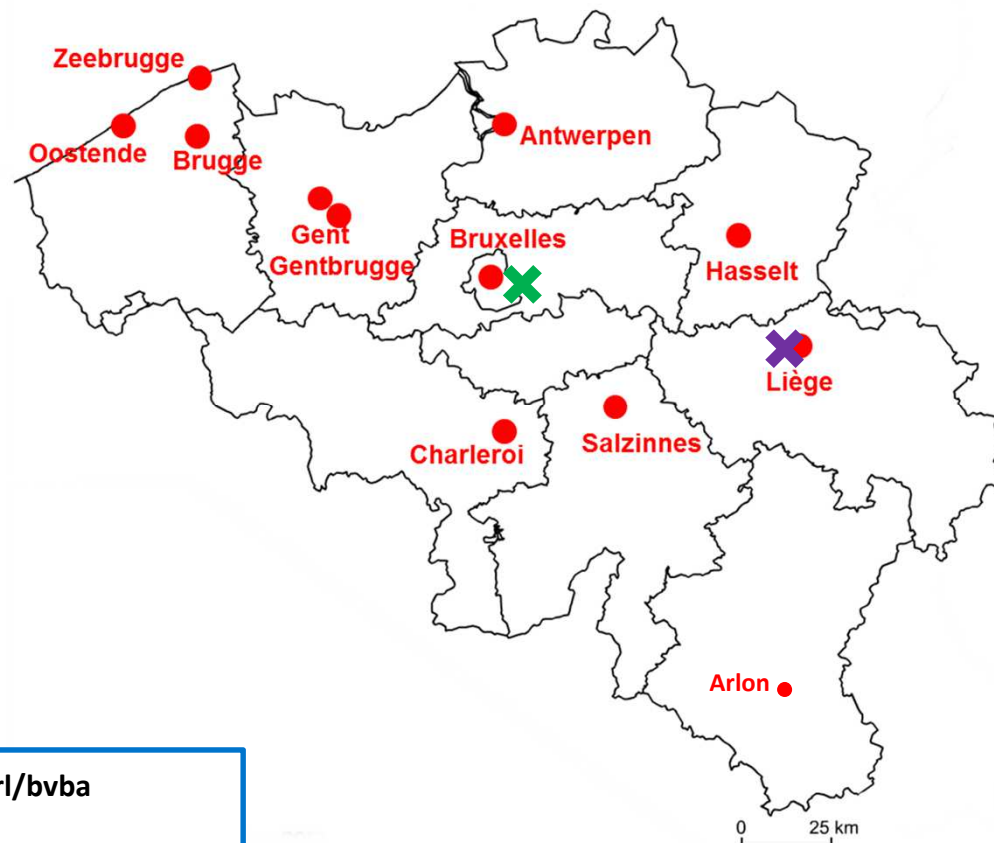 Zeebrugge
Oostende
Brugge
Antwerpen
Gent
Gentbrugge
Bruxelles
Hasselt
Liège
Charleroi
Salzinnes
Arlon
rl/bvba
0 25 km